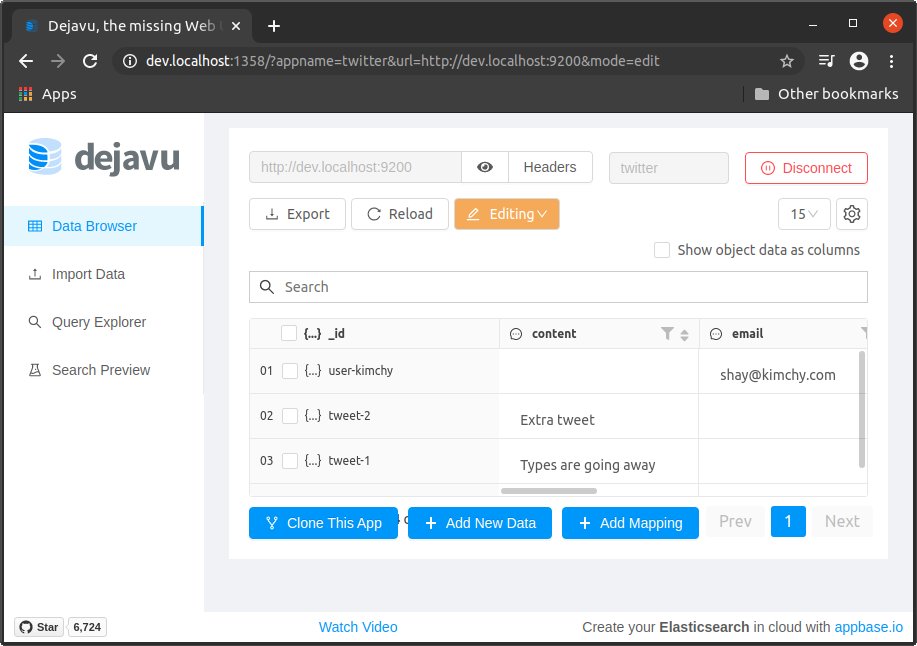 Dejavu, the missing Web
dev.localhost:1358/?appname=twitter&url=http://dev.localhost:9200&mode=edit
Apps
Other bookmarks
dejavu
http://dev.localhost:9200
Headers
twitter
Disconnect
Data Browser
Import Data
Query Explorer
Search Preview
Export
Reload
Editing
15
Show object data as columns
Search
{...} _id
content
email
01 {...} user-kimchy
shay@kimchy.com
02 {...} tweet-2
Extra tweet
03 {...} tweet-1
Types are going away
Clone This App
+ Add New Data
+ Add Mapping
Prev
1
Next
Star
6,724
Watch Video
Create your Elasticsearch in cloud with appbase.io